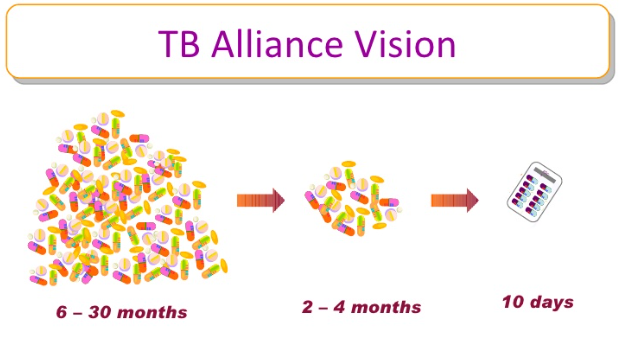 TB Alliance Vision
6 – 30 months
2 – 4 months
10 days